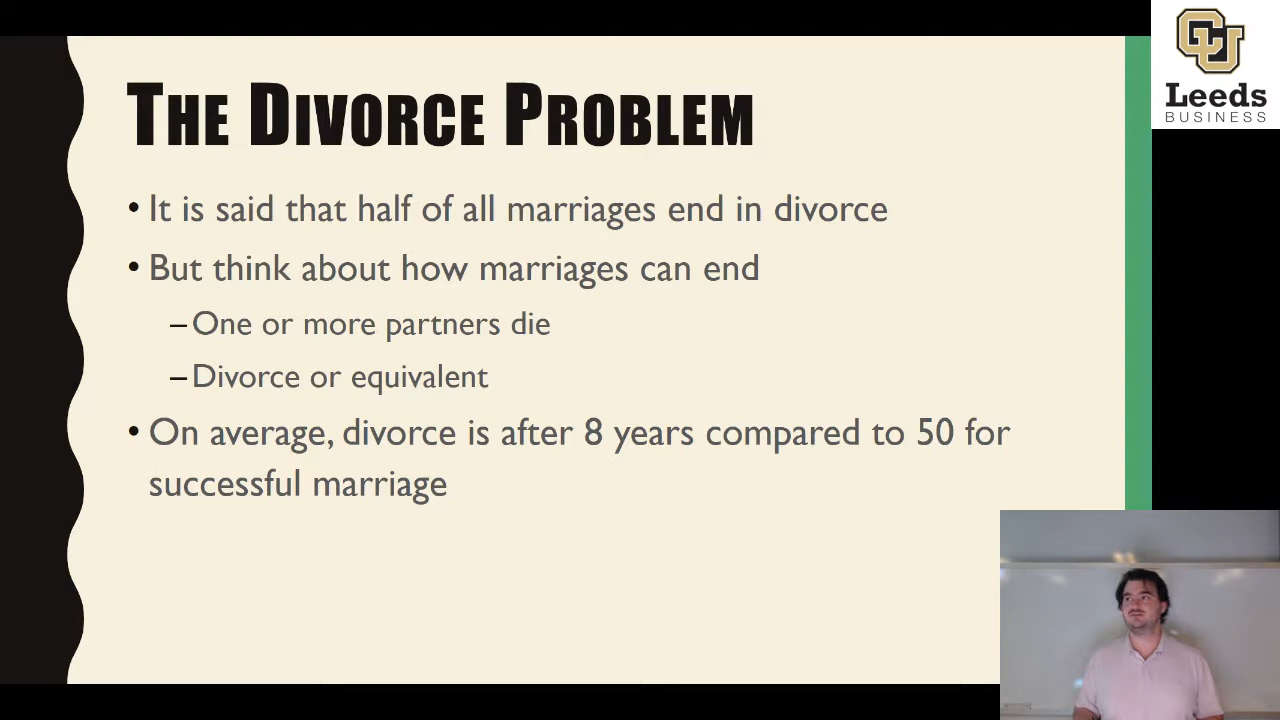 CU
Leeds
BUSINESS
THE DIVORCE PROBLEM
• It is said that half of all marriages end in divorce
• But think about how marriages can end
– One or more partners die
– Divorce or equivalent
• On average, divorce is after 8 years compared to 50 for
successful marriage